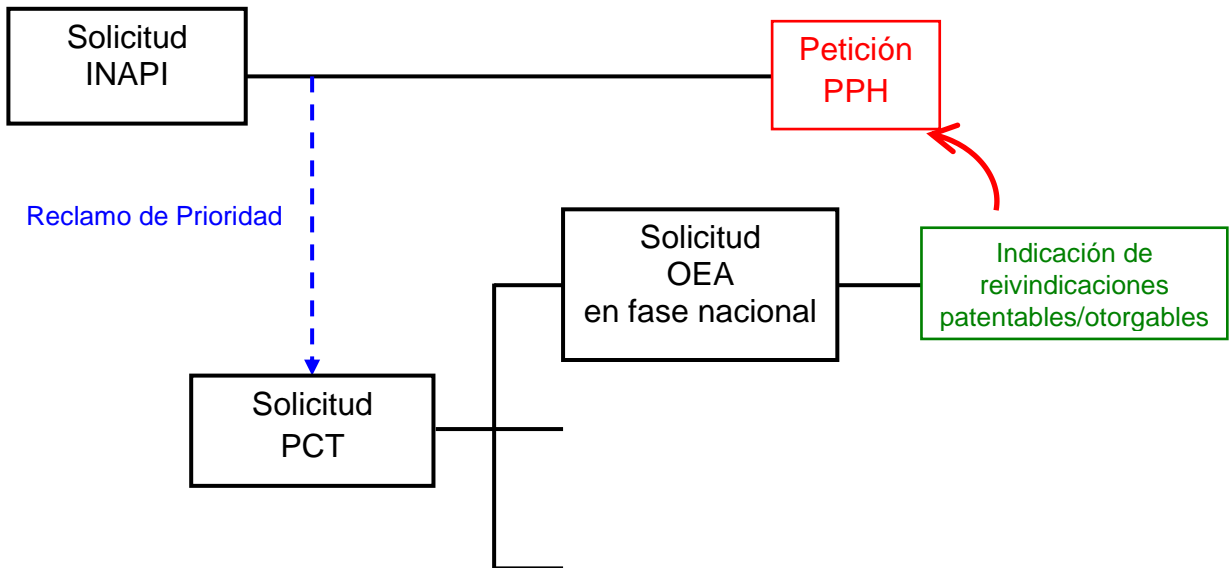 Solicitud
INAPI
Petición
PPH
Reclamo de Prioridad
Solicitud
OEA
en fase nacional
Indicación de
reivindicaciones
patentables/otorgables
Solicitud
PCT